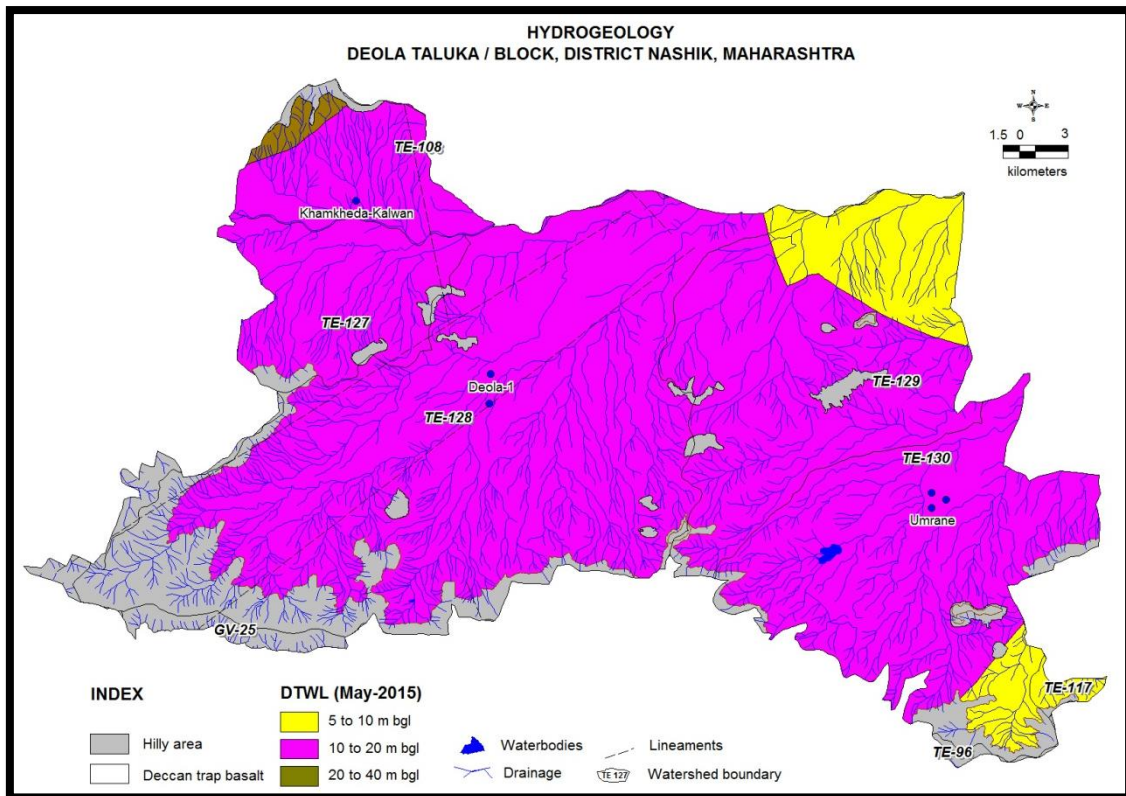 HYDROGEOLOGY
DEOLA TALUKA / BLOCK, DISTRICT NASHIK, MAHARASHTRA
N
W E
S
1.5 0 3
kilometers
TE-108
Khamkheda-Kalwan
TE-127
Deola-1
TE-128
TE-129
TE-130
Umrane
GV-25
TE-117
TE-96
INDEX
Hilly area
Deccan trap basalt
DTWL (May-2015)
5 to 10 m bgl
10 to 20 m bgl
20 to 40 m bgl
Waterbodies
Drainage
Lineaments
TE 127 Watershed boundary